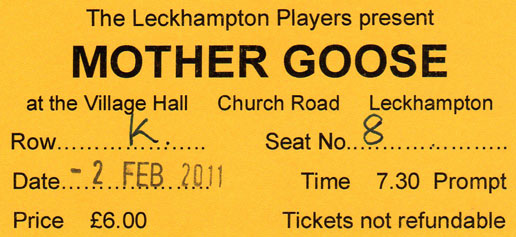 The Leckhampton Players present
MOTHER GOOSE
at the Village Hall Church Road Leckhampton
Row.......K....... Seat No...8...................
Date...- 2 FEB 2011 Time 7.30 Prompt
Price £6.00 Tickets not refundable